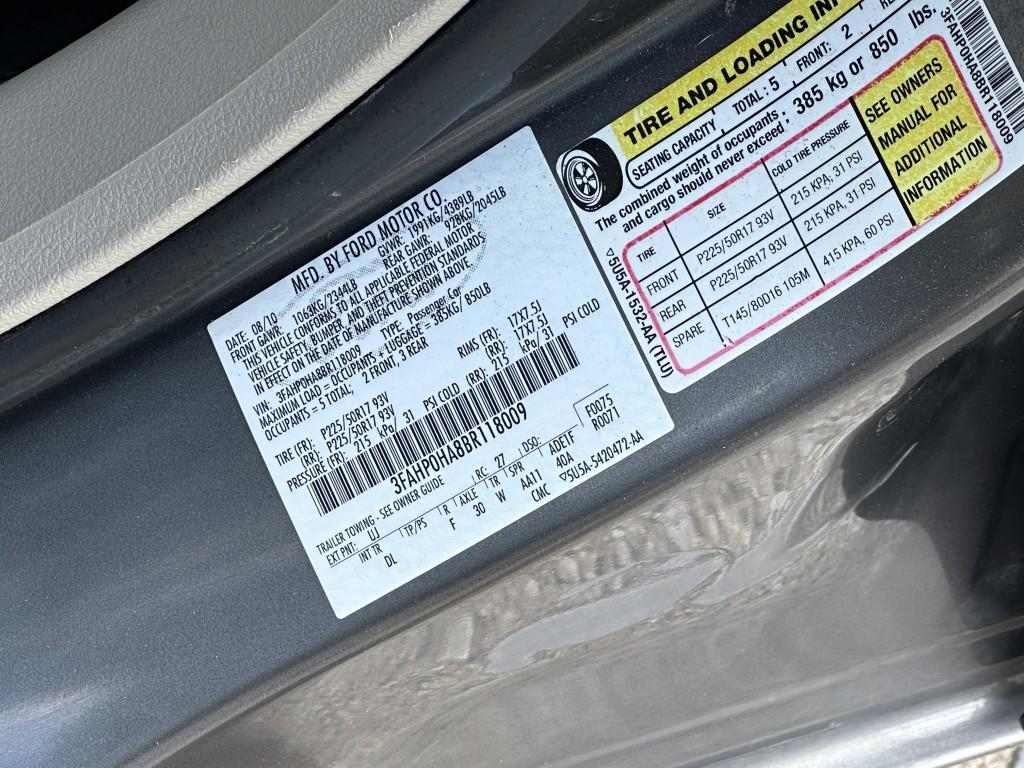 MFD. BY FORD MOTOR CO.
DATE: 08/10
GVWR: 1991KG/4389LB
FRONT GAWR: 1063KG/2344LB
REAR GAWR: 928KG/2045LB
THIS VEHICLE CONFORMS TO ALL APPLICABLE FEDERAL MOTOR
VEHICLE SAFETY, BUMPER, AND THEFT PREVENTION STANDARDS
IN EFFECT ON THE DATE OF MANUFACTURE SHOWN ABOVE
VIN: 3FAHP0HA8BR118009 TYPE: Passenger Car
MAXIMUM LOAD = OCCUPANTS + LUGGAGE = 385KG/ 850LB
OCCUPANTS = 5 TOTAL; 2 FRONT, 3 REAR
TIRE (FR): P225/50R17 93V RIMS (FR): 17X7.5J
(RR): P225/50R17 93V (RR): 17X7.5J
PRESSURE (FR): 215 kPa/ 31 PSI COLD (RR): 215 kPa/ 31 PSI COLD
3FAHP0HA8BR118009
TRAILER TOWING - SEE OWNER GUIDE
EXT PNT: UJ RC: 27 DSO: F0075
R0071
INT TR TP/PS R AXLE TR SPR
DL F 30 W AA11 ADE1F
CMC 40A
▽5U5A-5420472-AA
TIRE AND LOADING IN
SEATING CAPACITY, TOTAL: 5 FRONT: 2
The combined weight of occupants
and cargo should never exceed: 385 kg or 850 lbs.
TIRE SIZE COLD TIRE PRESSURE
FRONT P225/50R17 93V 215 KPA, 31 PSI
REAR P225/50R17 93V 215 KPA, 31 PSI
SPARE T145/80D16 105M 415 KPA, 60 PSI
SEE OWNERS
MANUAL FOR
ADDITIONAL
INFORMATION
▽5U5A-1532-AA (TLU)
3FAHP0HA8BR118009